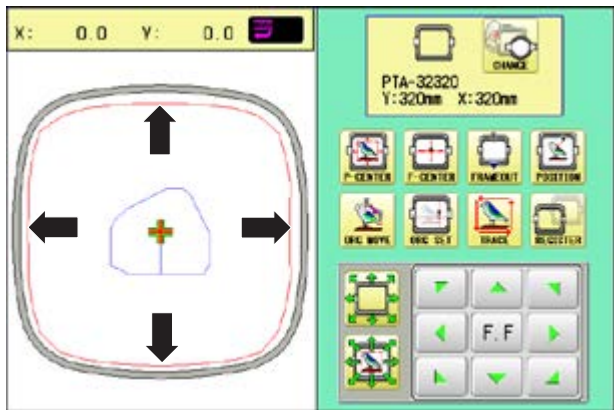 X: 0.0 Y: 0.0
CHANGE
PTA-32320
Y:320mm X:320mm
P-CENTER F-CENTER FRAMEOUT POSITION
ORG MOVE ORG SET TRACE REGISTER
F.F